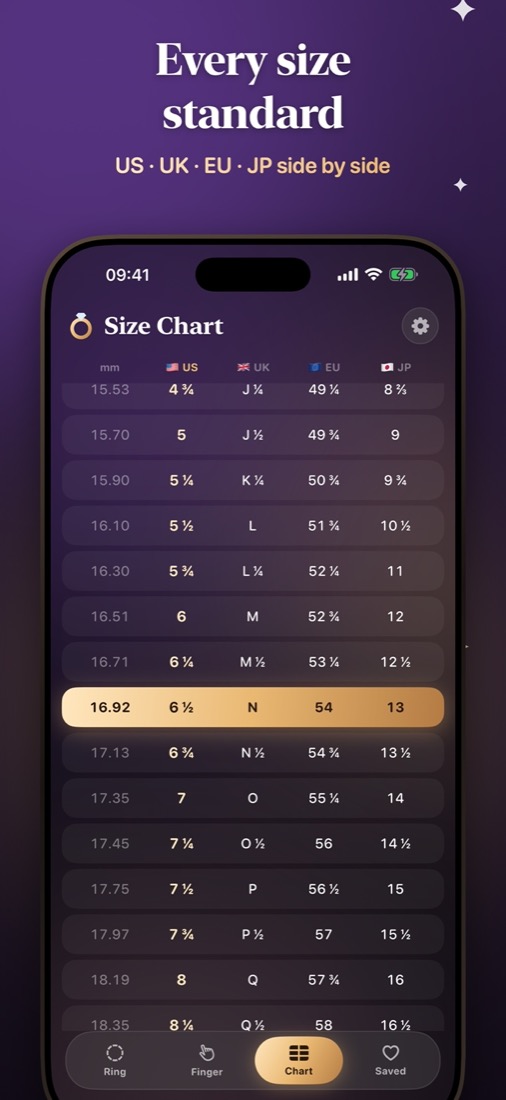 Every size
standard
US · UK · EU · JP side by side
09:41
Size Chart
mm US UK EU JP
15.53 4 ¾ J ¼ 49 ¼ 8 ⅔
15.70 5 J ½ 49 ¾ 9
15.90 5 ¼ K ¼ 50 ¾ 9 ¾
16.10 5 ½ L 51 ¾ 10 ½
16.30 5 ¾ L ¼ 52 ¼ 11
16.51 6 M 52 ¾ 12
16.71 6 ¼ M ½ 53 ¼ 12 ½
16.92 6 ½ N 54 13
17.13 6 ¾ N ½ 54 ¾ 13 ½
17.35 7 O 55 ¼ 14
17.45 7 ¼ O ½ 56 14 ½
17.75 7 ½ P 56 ½ 15
17.97 7 ¾ P ½ 57 15 ½
18.19 8 Q 57 ¾ 16
18.35 8 ¼ Q ½ 58 16 ½
Ring Finger Chart Saved